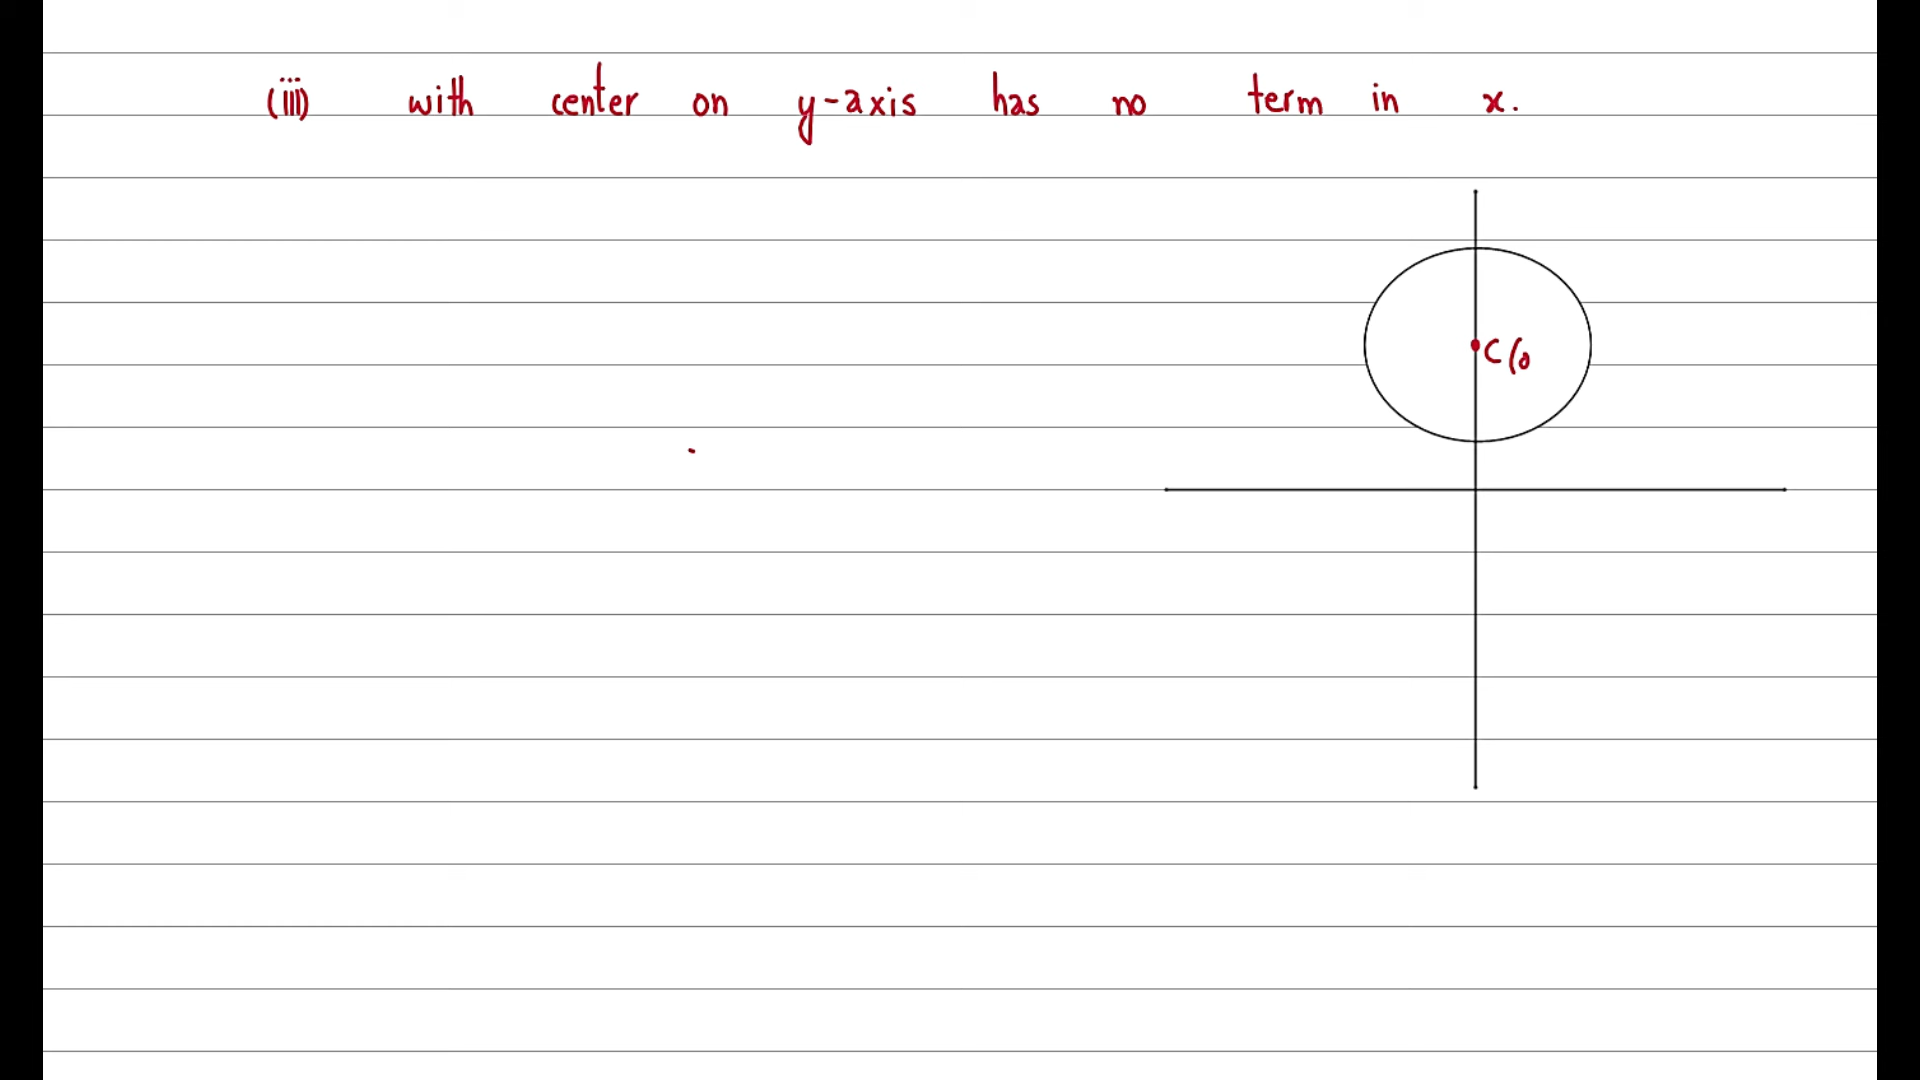 (iii) with center on y-axis has no term in x.
C(0